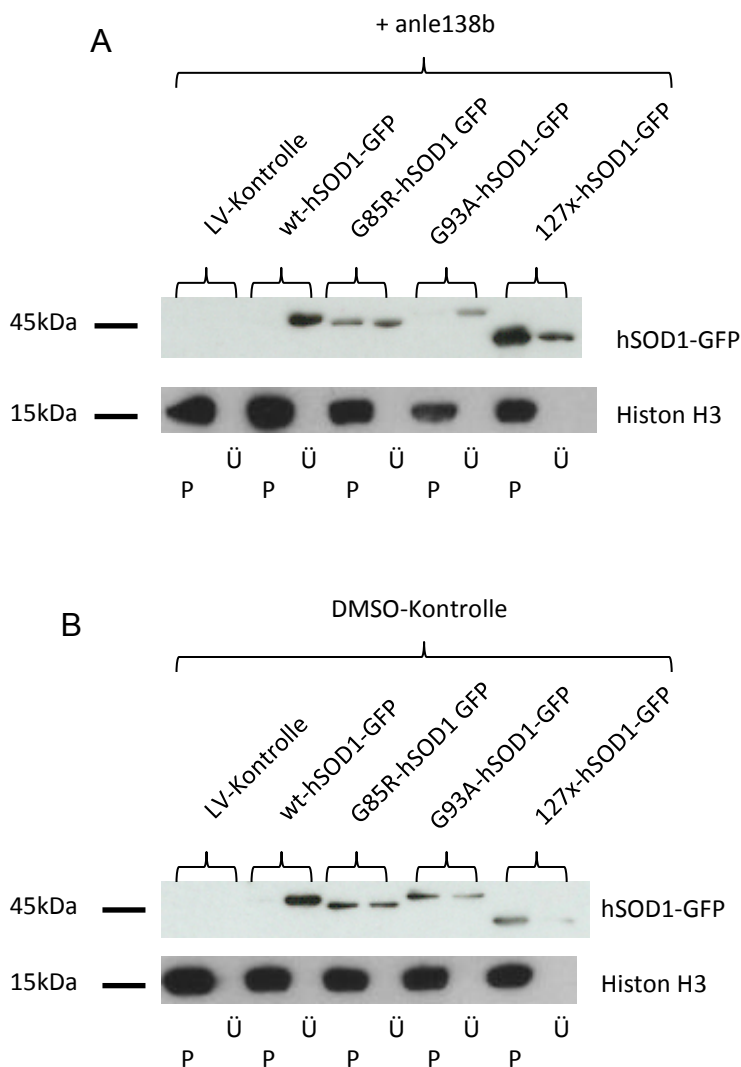 A
+ anle138b
LV-Kontrolle
wt-hSOD1-GFP
G85R-hSOD1 GFP
G93A-hSOD1-GFP
127x-hSOD1-GFP
45kDa
hSOD1-GFP
15kDa
Histon H3
Ü Ü Ü Ü Ü
P P P P P
B
DMSO-Kontrolle
LV-Kontrolle
wt-hSOD1-GFP
G85R-hSOD1 GFP
G93A-hSOD1-GFP
127x-hSOD1-GFP
45kDa
hSOD1-GFP
15kDa
Histon H3
Ü Ü Ü Ü Ü
P P P P P